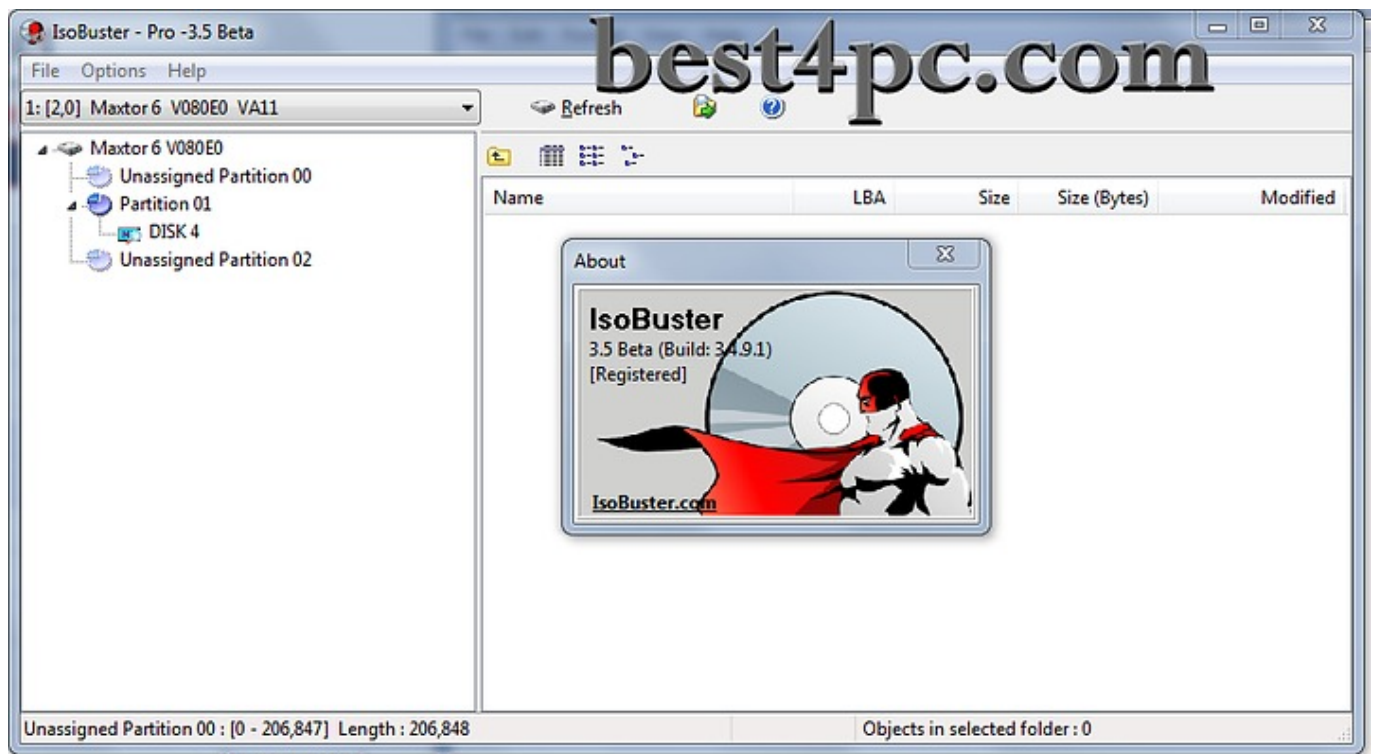 IsoBuster - Pro -3.5 Beta
best4pc.com
File Options Help
1: [2,0] Maxtor 6 V080E0 VA11
Refresh
Maxtor 6 V080E0
Unassigned Partition 00
Partition 01
DISK 4
Unassigned Partition 02
Name LBA Size Size (Bytes) Modified
About
IsoBuster
3.5 Beta (Build: 3.4.9.1)
[Registered]
IsoBuster.com
Unassigned Partition 00 : [0 - 206,847] Length : 206,848
Objects in selected folder : 0